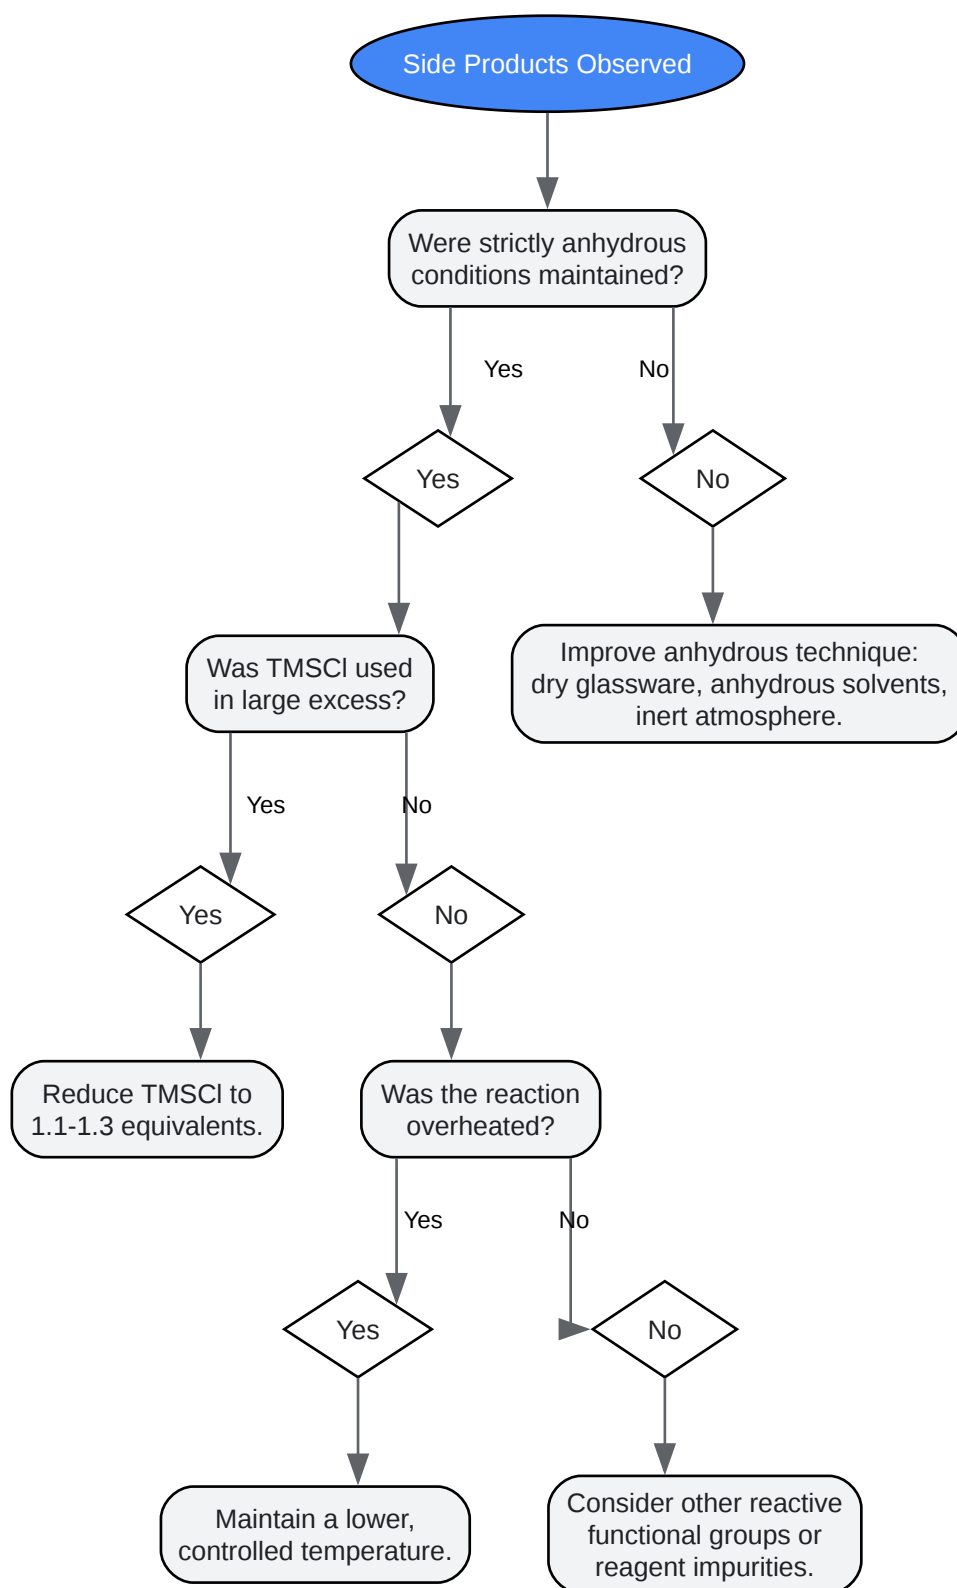 Side Products Observed
Were strictly anhydrous
conditions maintained?
Yes
No
Yes
No
Was TMSCl used
in large excess?
Improve anhydrous technique:
dry glassware, anhydrous solvents,
inert atmosphere.
Yes
No
Yes
No
Reduce TMSCl to
1.1-1.3 equivalents.
Was the reaction
overheated?
Yes
No
Yes
No
Maintain a lower,
controlled temperature.
Consider other reactive
functional groups or
reagent impurities.